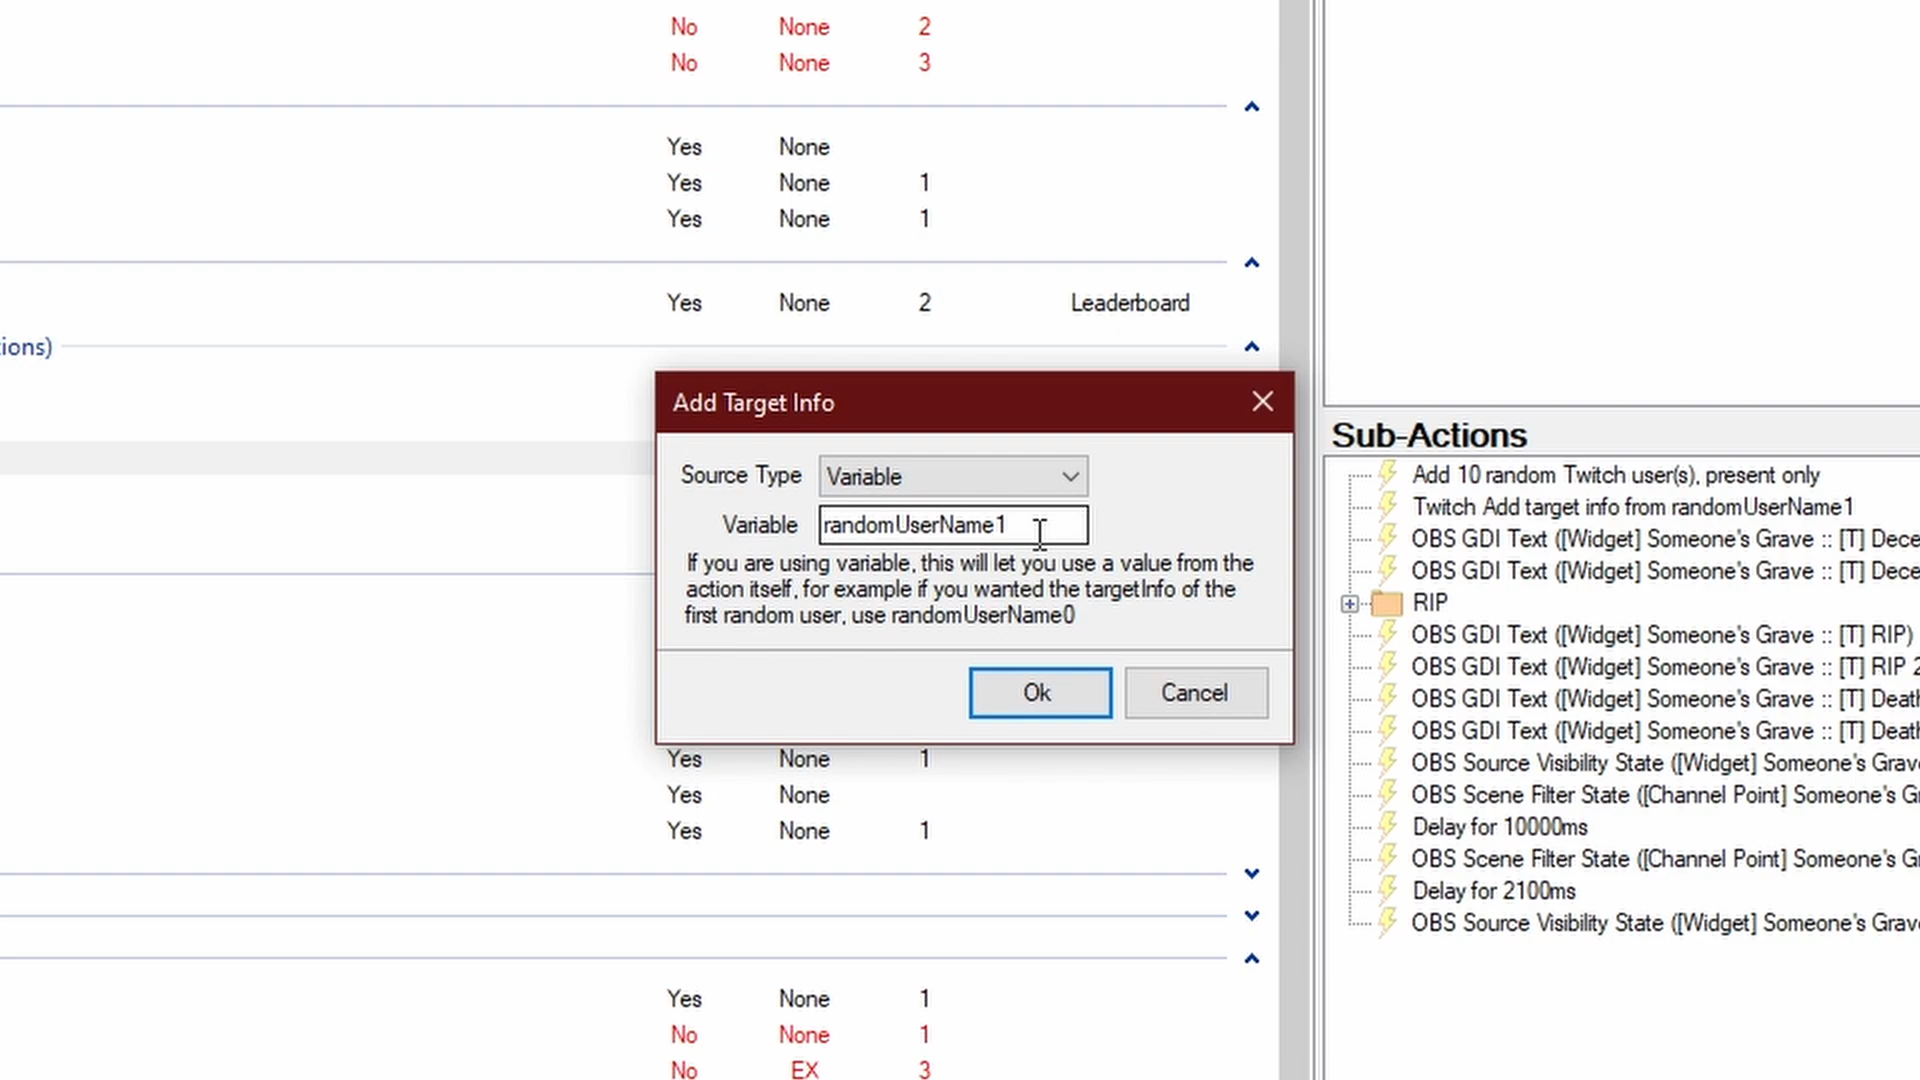 No None 2
No None 3
Yes None
Yes None 1
Yes None 1
Yes None 2 Leaderboard
tions)
Add Target Info
Source Type Variable
Variable randomUserName1
If you are using variable, this will let you use a value from the
action itself, for example if you wanted the targetInfo of the
first random user, use randomUserName0
Ok Cancel
Yes None 1
Yes None
Yes None 1
Yes None 1
No None 1
No EX 3
Sub-Actions
Add 10 random Twitch user(s), present only
Twitch Add target info from randomUserName1
OBS GDI Text ([Widget] Someone's Grave :: [T] Dece
OBS GDI Text ([Widget] Someone's Grave :: [T] Dece
RIP
OBS GDI Text ([Widget] Someone's Grave :: [T] RIP)
OBS GDI Text ([Widget] Someone's Grave :: [T] RIP 2
OBS GDI Text ([Widget] Someone's Grave :: [T] Death
OBS GDI Text ([Widget] Someone's Grave :: [T] Death
OBS Source Visibility State ([Widget] Someone's Grave
OBS Scene Filter State ([Channel Point] Someone's Gr
Delay for 10000ms
OBS Scene Filter State ([Channel Point] Someone's Gr
Delay for 2100ms
OBS Source Visibility State ([Widget] Someone's Grave